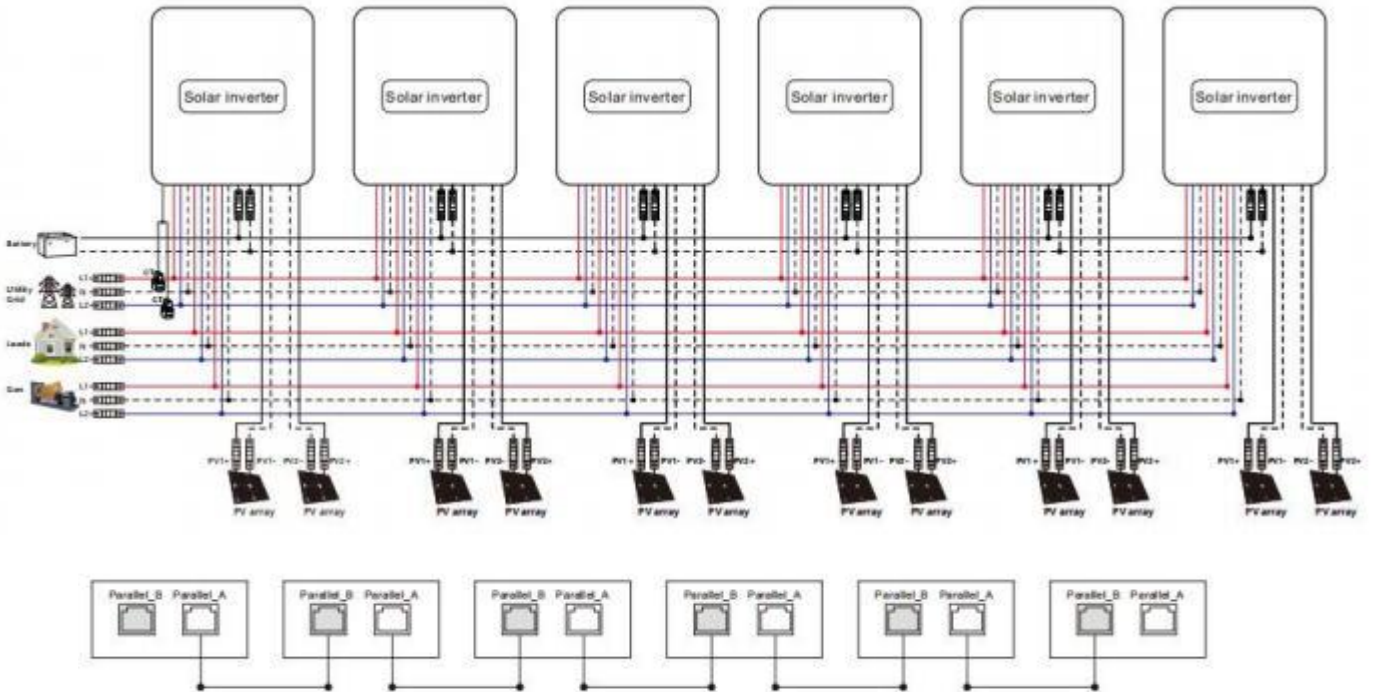 Solar inverter Solar inverter Solar inverter Solar inverter Solar inverter Solar inverter
Battery
L1
Utility
N
Grid
L2
L1
Loads
N
L2
L1
Gen
N
L2
PV1+ PV1- PV2- PV2+ PV1+ PV1- PV2- PV2+ PV1+ PV1- PV2- PV2+ PV1+ PV1- PV2- PV2+ PV1+ PV1- PV2- PV2+ PV1+ PV1- PV2- PV2+
PV array PV array PV array PV array PV array PV array PV array PV array PV array PV array PV array PV array
Parallel_B Parallel_A Parallel_B Parallel_A Parallel_B Parallel_A Parallel_B Parallel_A Parallel_B Parallel_A Parallel_B Parallel_A